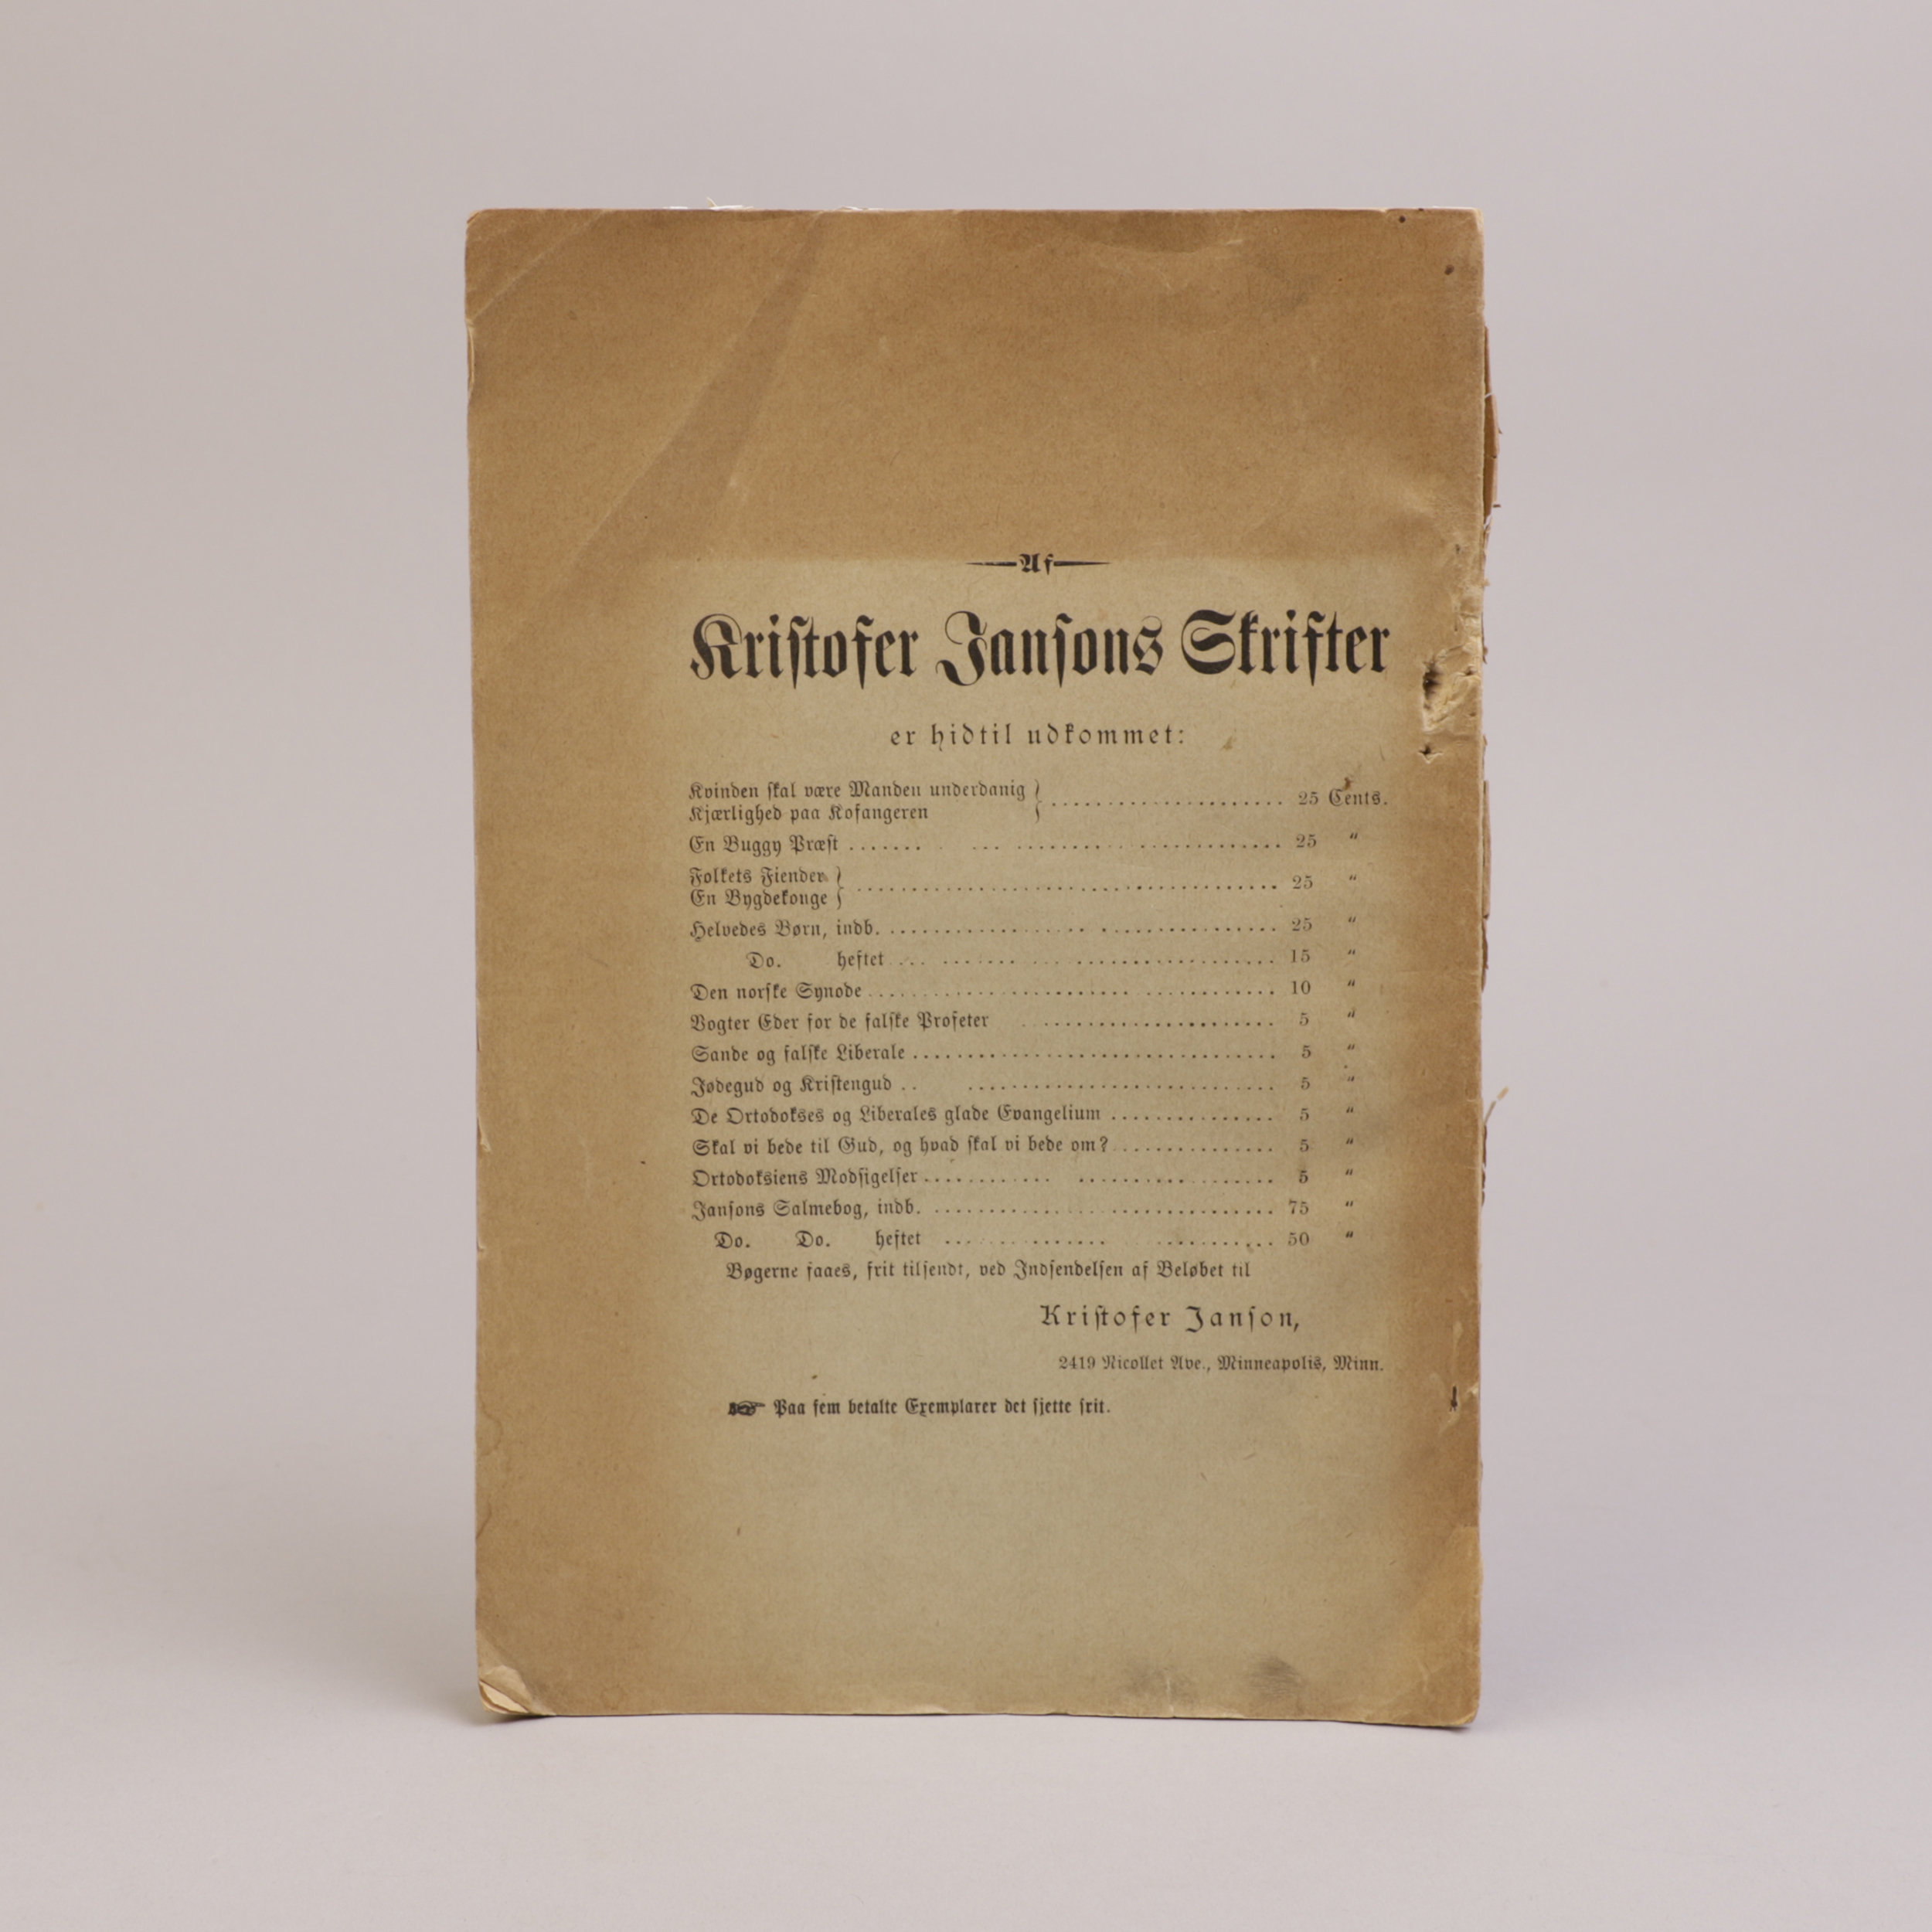 Af
Kristofer Jansons Skrifter
er hidtil udkommet:
Kvinden skal være Manden underdanig
Kjærlighed paa Kofangeren } .................... 25 Cents.
En Buggy Præst ....... ... ......................... 25 "
Folkets Fiender
En Bygdekonge } ........................................ 25 "
Helvedes Børn, indb. .................................. 25 "
Do. heftet .... ....... ................... 15 "
Den norske Synode ..................................... 10 "
Vogter Eder for de falske Profeter ........................ 5 "
Sande og falske Liberale .................................. 5 "
Jødegud og Kristengud .. ............................... 5 "
De Ortodokses og Liberales glade Evangelium .............. 5 "
Skal vi bede til Gud, og hvad skal vi bede om? .............. 5 "
Ortodoksiens Modsigelser ............ ................... 5 "
Jansons Salmebog, indb. ................................. 75 "
Do. Do. heftet ............... ........... 50 "
Bøgerne faaes, frit tilsendt, ved Indsendelsen af Beløbet til
Kristofer Janson,
2419 Nicollet Ave., Minneapolis, Minn.
☞ Paa fem betalte Exemplarer det sjette frit.